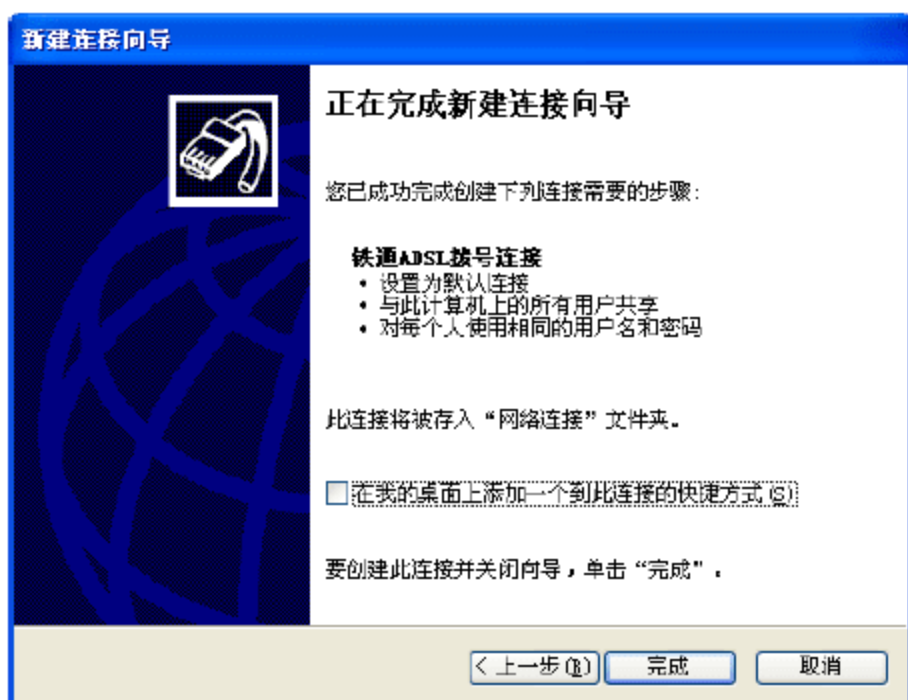 新建连接向导
正在完成新建连接向导
您已成功完成创建下列连接需要的步骤:
铁通ADSL拨号连接
• 设置为默认连接
• 与此计算机上的所有用户共享
• 对每个人使用相同的用户名和密码
此连接将被存入“网络连接”文件夹。
在我的桌面上添加一个到此连接的快捷方式(S)
要创建此连接并关闭向导，单击“完成”。
< 上一步(B) 完成 取消